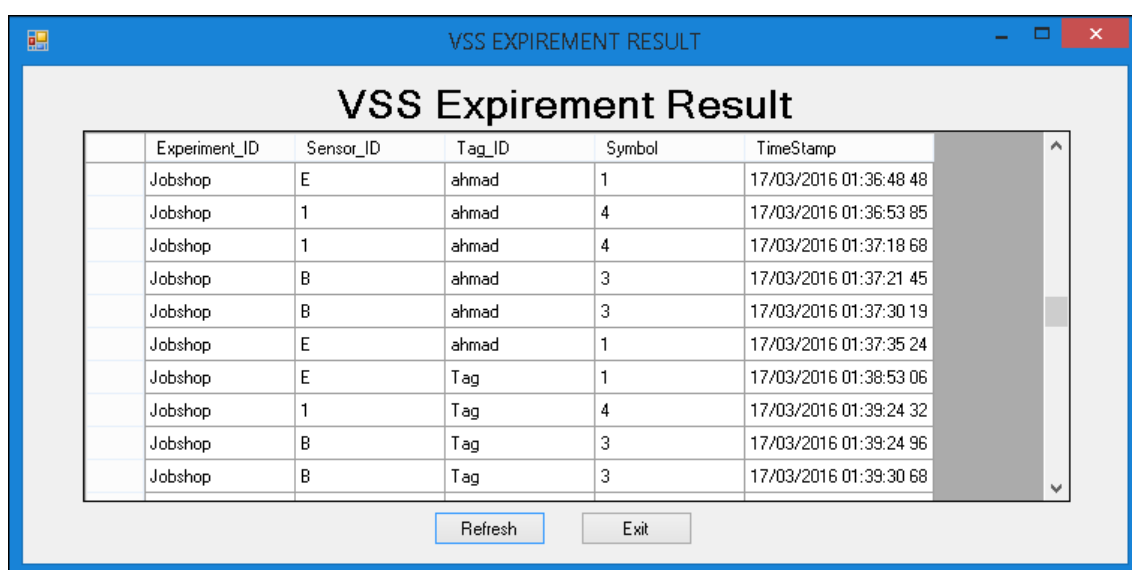 VSS EXPIREMENT RESULT
VSS Expirement Result
Experiment_ID Sensor_ID Tag_ID Symbol TimeStamp
Jobshop E ahmad 1 17/03/2016 01:36:48 48
Jobshop 1 ahmad 4 17/03/2016 01:36:53 85
Jobshop 1 ahmad 4 17/03/2016 01:37:18 68
Jobshop B ahmad 3 17/03/2016 01:37:21 45
Jobshop B ahmad 3 17/03/2016 01:37:30 19
Jobshop E ahmad 1 17/03/2016 01:37:35 24
Jobshop E Tag 1 17/03/2016 01:38:53 06
Jobshop 1 Tag 4 17/03/2016 01:39:24 32
Jobshop B Tag 3 17/03/2016 01:39:24 96
Jobshop B Tag 3 17/03/2016 01:39:30 68
Refresh Exit